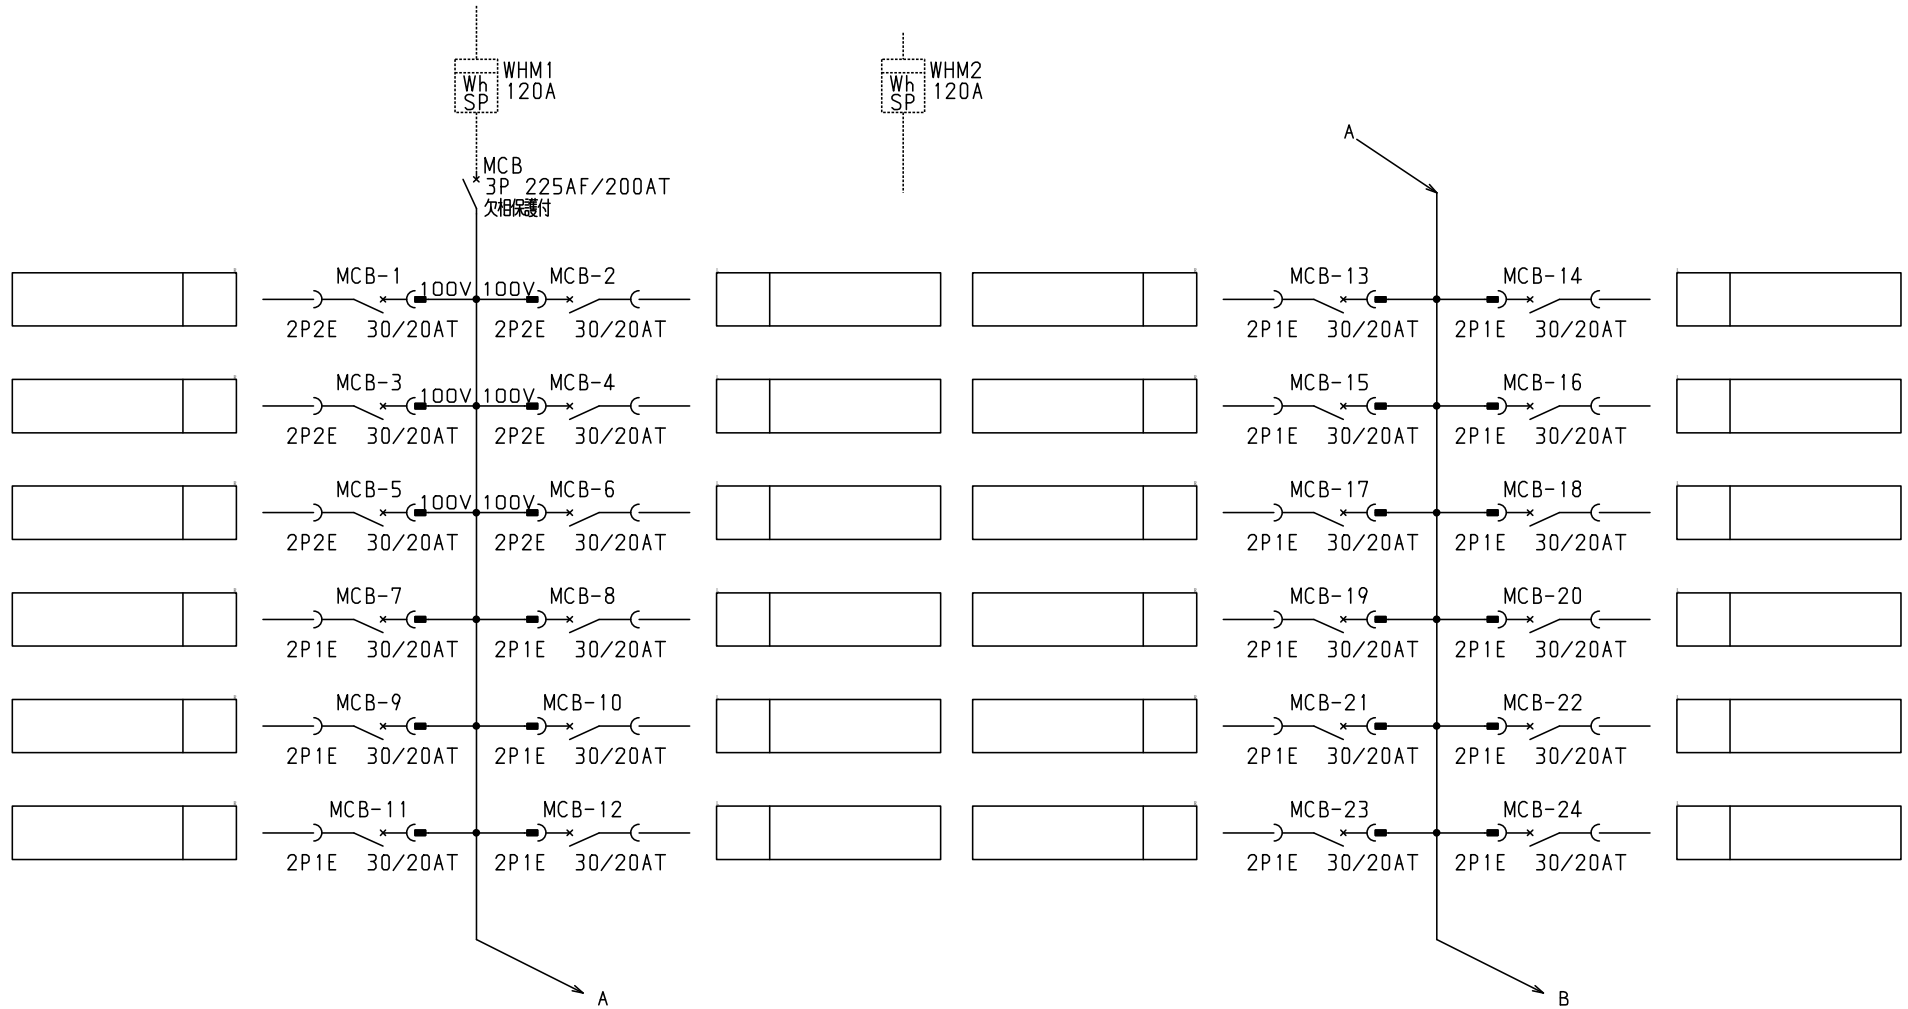 WHM1
120A
Wh
SP
WHM2
120A
Wh
SP
MCB
3P 225AF/200AT
欠相保護付
MCB-1 100V 100V MCB-2
2P2E 30/20AT 2P2E 30/20AT
MCB-3 100V 100V MCB-4
2P2E 30/20AT 2P2E 30/20AT
MCB-5 100V 100V MCB-6
2P2E 30/20AT 2P2E 30/20AT
MCB-7 MCB-8
2P1E 30/20AT 2P1E 30/20AT
MCB-9 MCB-10
2P1E 30/20AT 2P1E 30/20AT
MCB-11 MCB-12
2P1E 30/20AT 2P1E 30/20AT
A
A
MCB-13 MCB-14
2P1E 30/20AT 2P1E 30/20AT
MCB-15 MCB-16
2P1E 30/20AT 2P1E 30/20AT
MCB-17 MCB-18
2P1E 30/20AT 2P1E 30/20AT
MCB-19 MCB-20
2P1E 30/20AT 2P1E 30/20AT
MCB-21 MCB-22
2P1E 30/20AT 2P1E 30/20AT
MCB-23 MCB-24
2P1E 30/20AT 2P1E 30/20AT
B